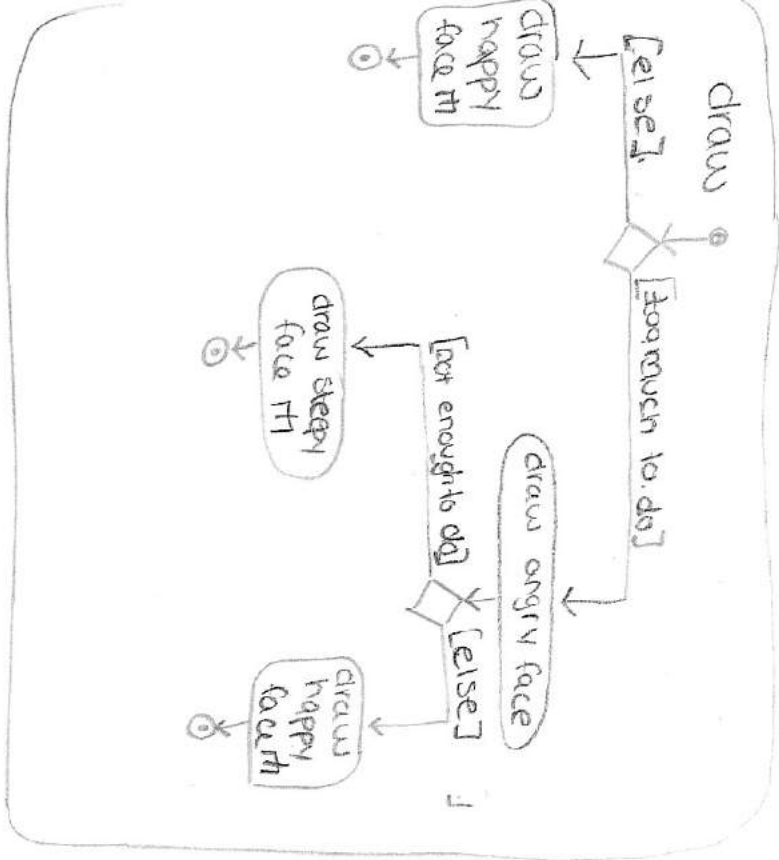 draw
[else]
[too much to do]
draw
happy
face
draw angry face
[not enough to do]
[else]
draw sleepy
face
draw
happy
face